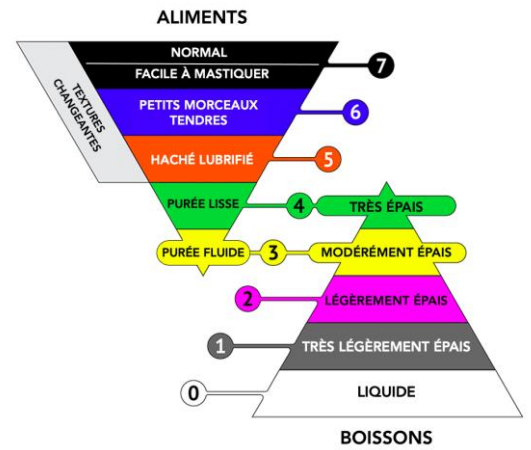 ALIMENTS
NORMAL
FACILE À MASTIQUER
7
TEXTURES
CHANGEANTES
PETITS MORCEAUX
TENDRES
6
HACHÉ LUBRIFIÉ
5
PURÉE LISSE
4
TRÈS ÉPAIS
PURÉE FLUIDE
3
MODÉRÉMENT ÉPAIS
2
LÉGÈREMENT ÉPAIS
1
TRÈS LÉGÈREMENT ÉPAIS
0
LIQUIDE
BOISSONS